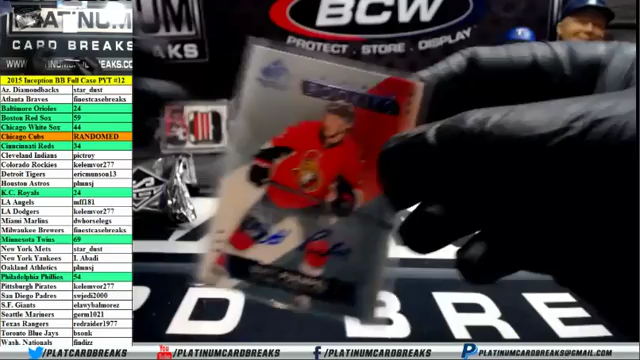 PLATINUM
CARD BREAKS
BCW
PROTECT . STORE . DISPLAY
2015 Inception BB Full Case PYT #12
Az. Diamondbacks star_dust
Atlanta Braves finestcasebreaks
Baltimore Orioles 24
Boston Red Sox 59
Chicago White Sox 44
Chicago Cubs RANDOMED
Cincinnati Reds 34
Cleveland Indians pictroy
Colorado Rockies kelemvor277
Detroit Tigers ericmunson13
Houston Astros plmnsj
K.C. Royals 24
LA Angels mff181
LA Dodgers kelemvor277
Miami Marlins dwhorselegs
Milwaukee Brewers finestcasebreaks
Minnesota Twins 69
New York Mets star_dust
New York Yankees I. Abadi
Oakland Athletics plmnsj
Philadelphia Phillies 54
Pittsburgh Pirates kelemvor277
San Diego Padres swjedi2000
S.F. Giants elawybalmorez
Seattle Mariners germ1021
Texas Rangers redraider1977
Toronto Blue Jays bsonk
Wash. Nationals findizz
RD BRE
/PLATCARDBREAKS
/PLATINUMCARDBREAKS
/PLATINUMCARDBREAKS
PLATINUMCARDBREAKS@GMAIL.COM